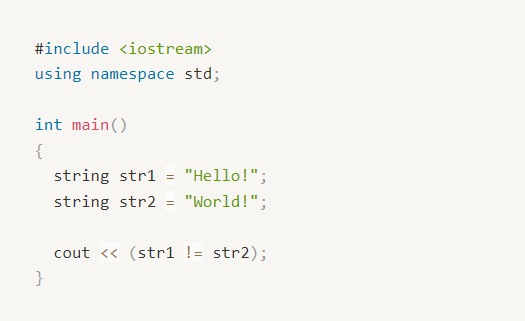 #include <iostream>
using namespace std;
int main()
{
string str1 = "Hello!";
string str2 = "World!";
cout << (str1 != str2);
}